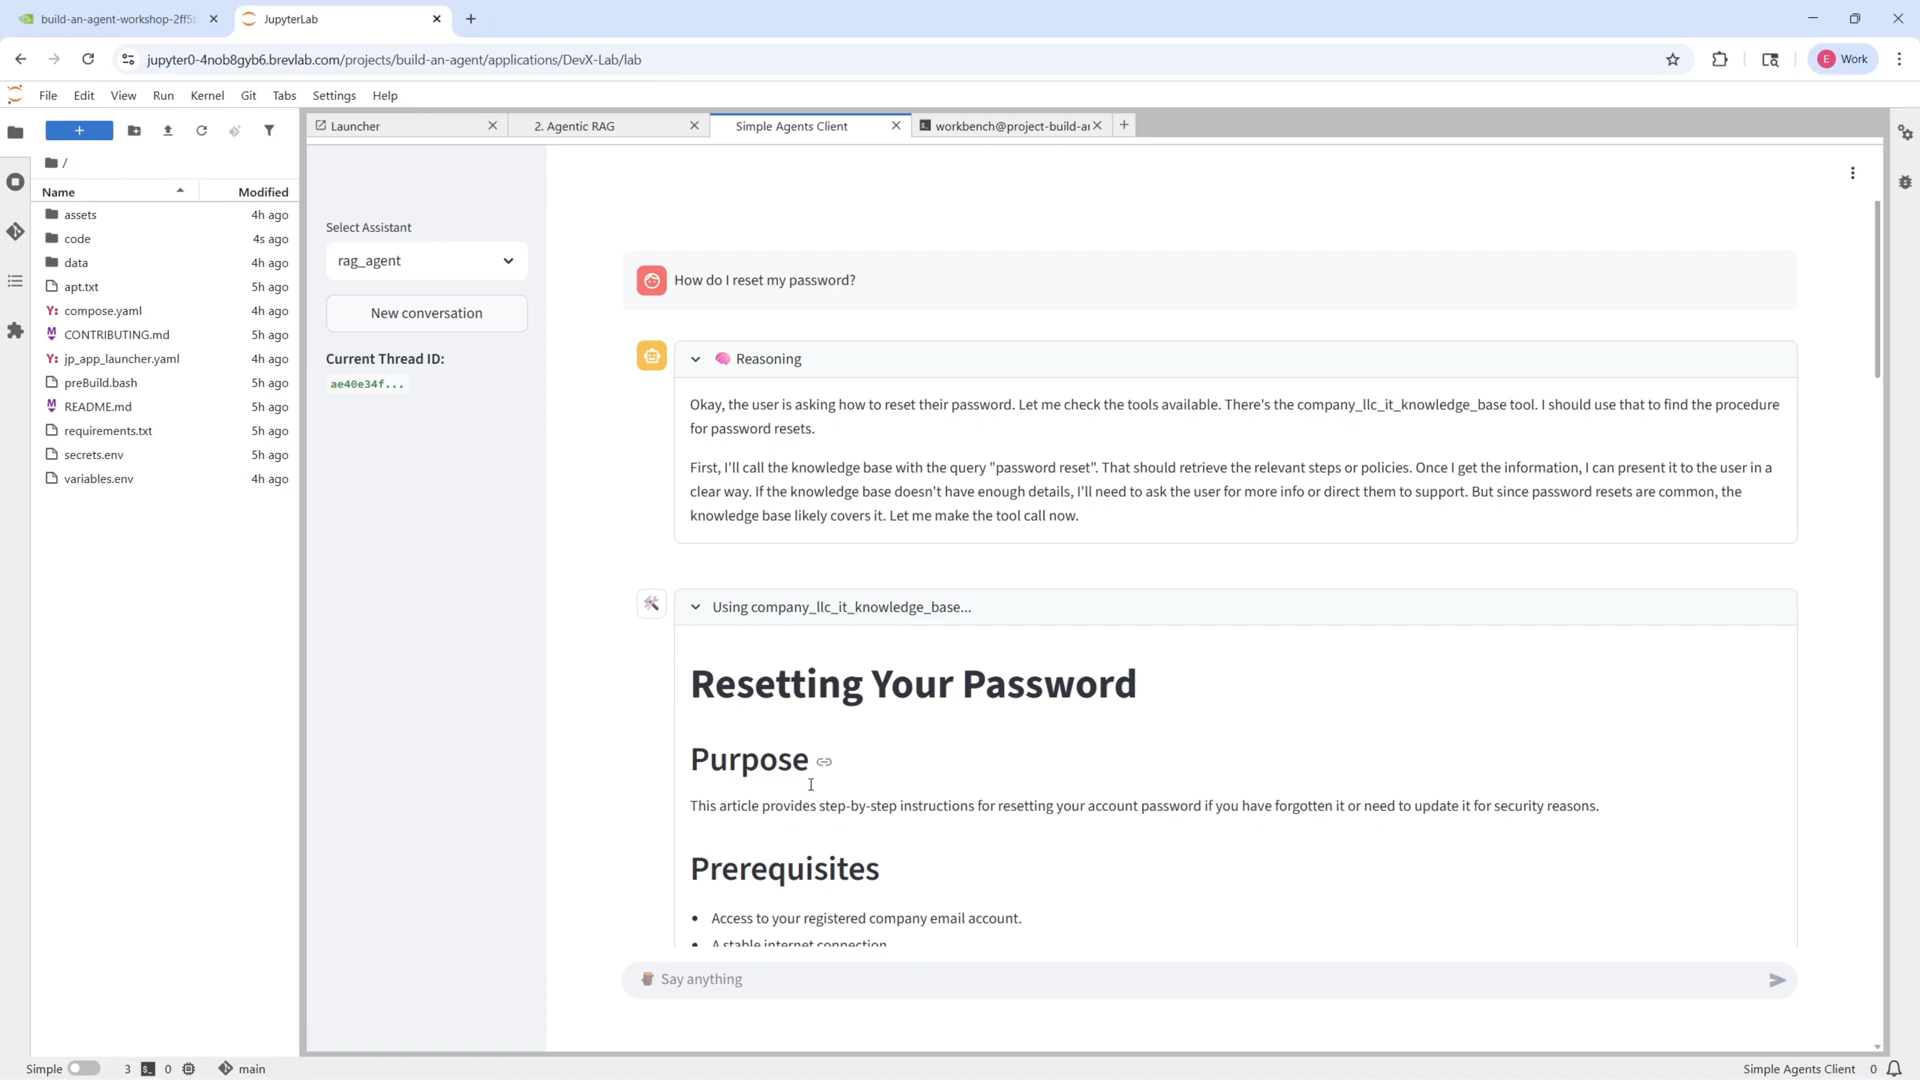 build-an-agent-workshop-2ff5b
JupyterLab
jupyter0-4nob8gyb6.brevlab.com/projects/build-an-agent/applications/DevX-Lab/lab
E Work
File Edit View Run Kernel Git Tabs Settings Help
Launcher
2. Agentic RAG
Simple Agents Client
workbench@project-build-ar
/
Name Modified
assets 4h ago
code 4s ago
data 4h ago
apt.txt 5h ago
compose.yaml 4h ago
CONTRIBUTING.md 5h ago
jp_app_launcher.yaml 4h ago
preBuild.bash 5h ago
README.md 5h ago
requirements.txt 5h ago
secrets.env 5h ago
variables.env 4h ago
Select Assistant
rag_agent
New conversation
Current Thread ID:
ae40e34f...
How do I reset my password?
Reasoning
Okay, the user is asking how to reset their password. Let me check the tools available. There's the company_llc_it_knowledge_base tool. I should use that to find the procedure
for password resets.
First, I'll call the knowledge base with the query "password reset". That should retrieve the relevant steps or policies. Once I get the information, I can present it to the user in a
clear way. If the knowledge base doesn't have enough details, I'll need to ask the user for more info or direct them to support. But since password resets are common, the
knowledge base likely covers it. Let me make the tool call now.
Using company_llc_it_knowledge_base...
Resetting Your Password
Purpose
This article provides step-by-step instructions for resetting your account password if you have forgotten it or need to update it for security reasons.
Prerequisites
Access to your registered company email account.
A stable internet connection
Say anything
Simple 3 0 main
Simple Agents Client 0